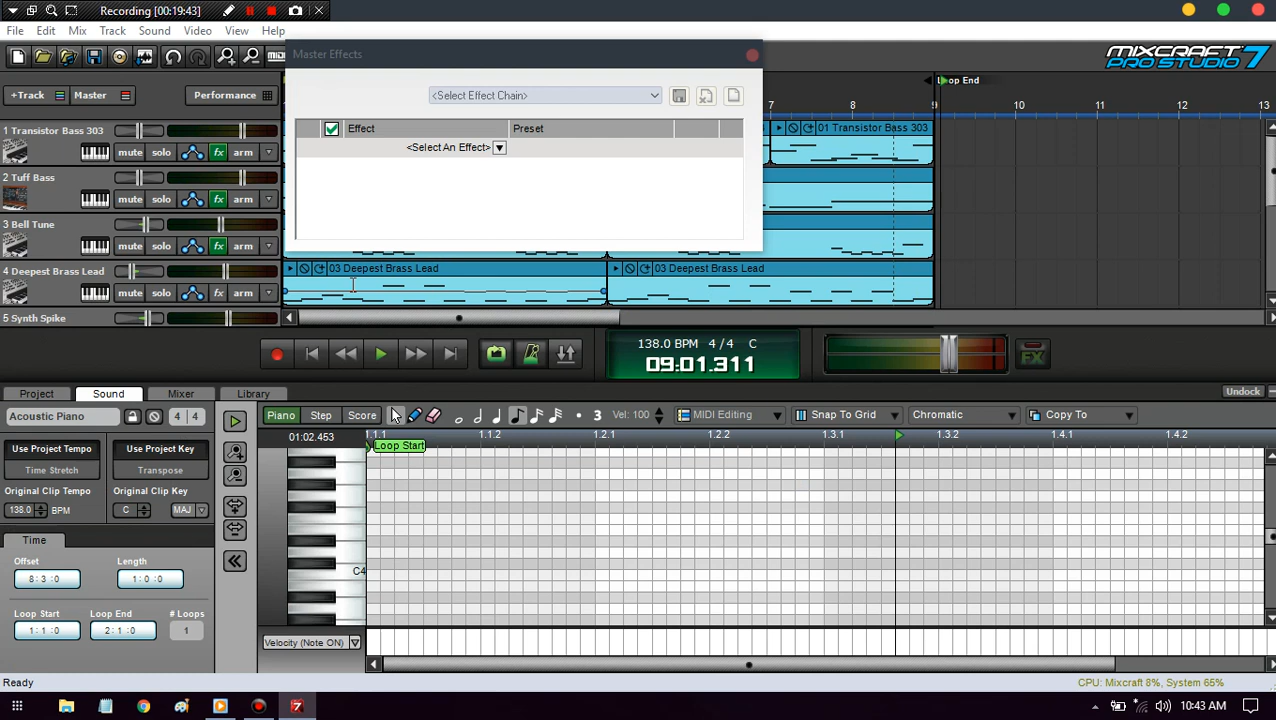 Recording [00:19:43]
File Edit Mix Track Sound Video View Help
MIXCRAFT
PRO STUDIO 7
Master Effects
<Select Effect Chain>
Effect Preset
<Select An Effect>
+Track Master Performance
Loop End
7 8 9 10 11 12 13
1 Transistor Bass 303
mute solo fx arm
01 Transistor Bass 303
2 Tuff Bass
mute solo fx arm
3 Bell Tune
mute solo fx arm
4 Deepest Brass Lead
mute solo fx arm
03 Deepest Brass Lead 03 Deepest Brass Lead
5 Synth Spike
138.0 BPM 4 / 4 C
09:01.311
FX
Project Sound Mixer Library Undock
Acoustic Piano 4 4
Piano Step Score 3 Vel: 100 MIDI Editing Snap To Grid Chromatic Copy To
01:02.453 1.1.1 1.1.2 1.2.1 1.2.2 1.3.1 1.3.2 1.4.1 1.4.2
Loop Start
Use Project Tempo Use Project Key
Time Stretch Transpose
Original Clip Tempo Original Clip Key
138.0 BPM C MAJ
Time
Offset Length
8: 3: :0 1: 0: :0
Loop Start Loop End # Loops
1: 1: :0 2: 1: :0 1
C4
Velocity (Note ON)
Ready
CPU: Mixcraft 8%, System 65%
7
10:43 AM